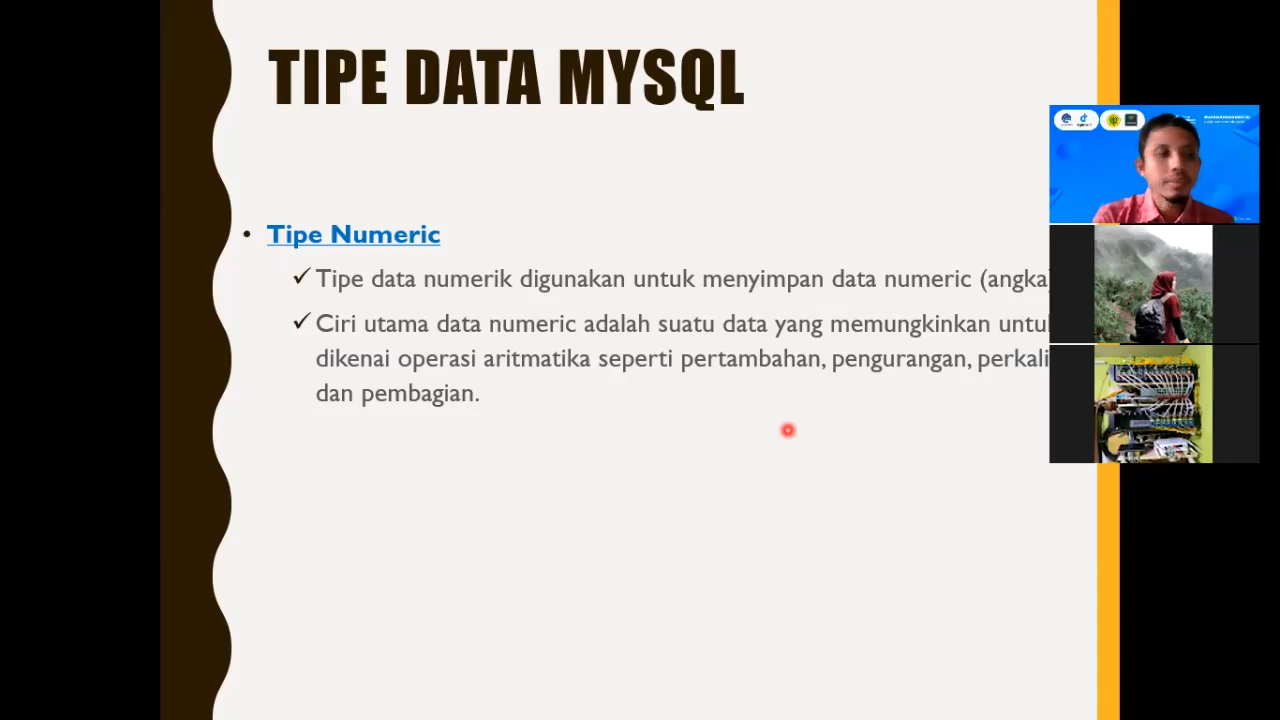 TIPE DATA MYSQL
• Tipe Numeric
✓ Tipe data numerik digunakan untuk menyimpan data numeric (angka)
✓ Ciri utama data numeric adalah suatu data yang memungkinkan
dikenai operasi aritmatika seperti pertambahan, pengurangan,
dan pembagian.